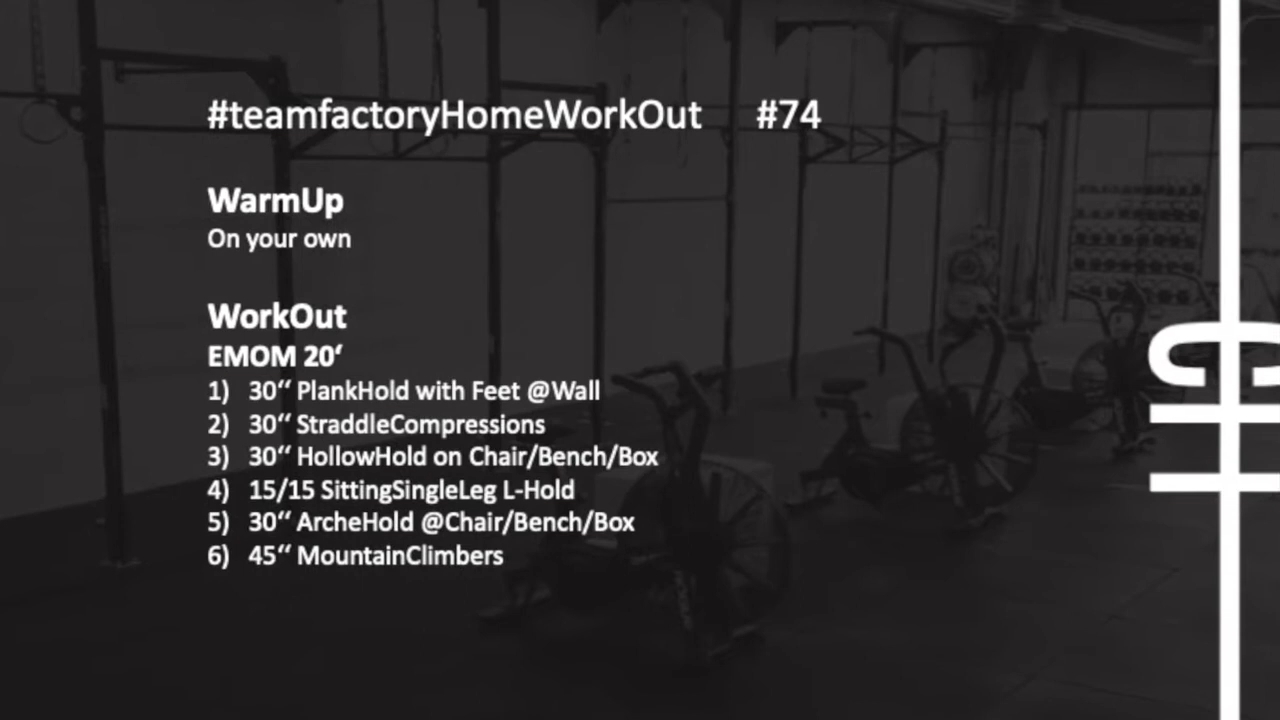 #teamfactoryHomeWorkOut #74
WarmUp
On your own
WorkOut
EMOM 20‘
1) 30“ PlankHold with Feet @Wall
2) 30“ StraddleCompressions
3) 30“ HollowHold on Chair/Bench/Box
4) 15/15 SittingSingleLeg L-Hold
5) 30“ ArcheHold @Chair/Bench/Box
6) 45“ MountainClimbers